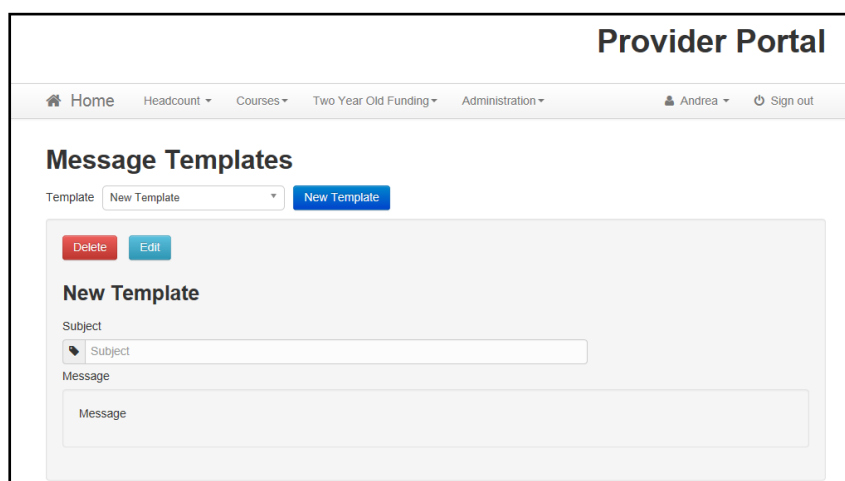 Provider Portal
Home Headcount Courses Two Year Old Funding Administration Andrea Sign out
Message Templates
Template New Template New Template
Delete Edit
New Template
Subject
Subject
Message
Message